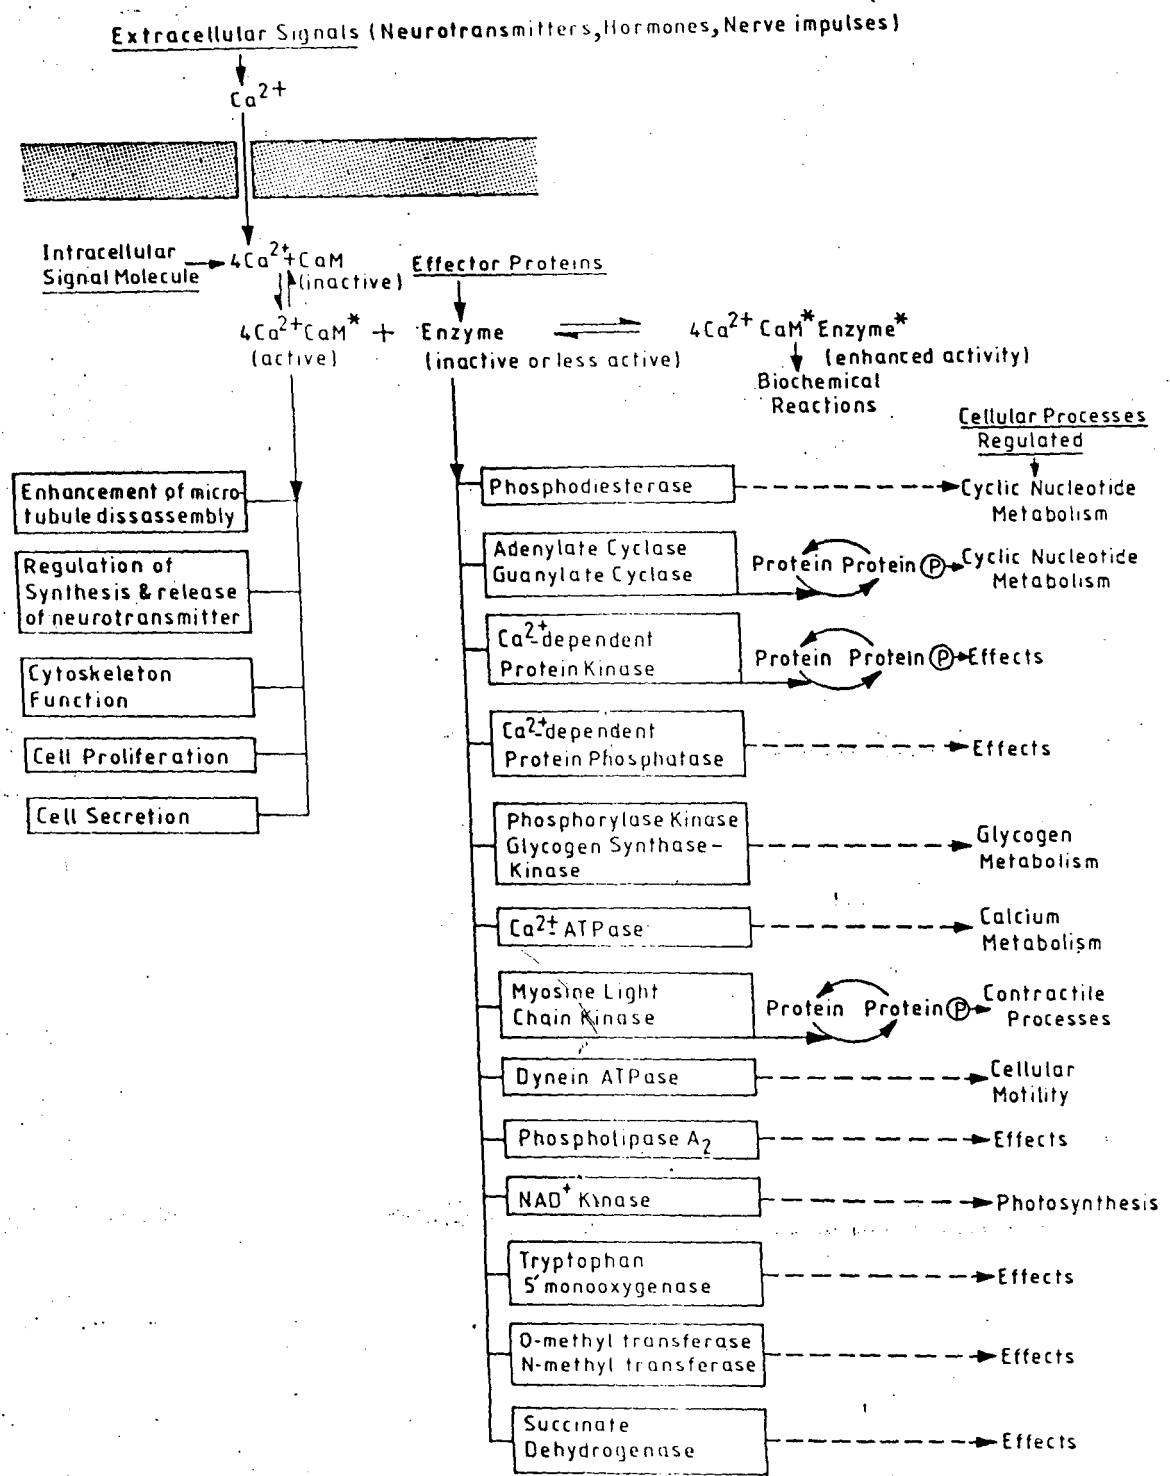 Extracellular Signals (Neurotransmitters, Hormones, Nerve impulses)
Ca2+
Intracellular
Signal Molecule
4Ca2++CaM
(inactive)
Effector Proteins
4Ca2+CaM* + Enzyme
(active)
(inactive or less active)
4Ca2+ CaM* Enzyme*
(enhanced activity)
Biochemical
Reactions
Cellular Processes
Regulated
Enhancement of micro-
tubule dissassembly
Regulation of
Synthesis & release
of neurotransmitter
Cytoskeleton
Function
Cell Proliferation
Cell Secretion
Phosphodiesterase
Cyclic Nucleotide
Metabolism
Adenylate Cyclase
Guanylate Cyclase
Protein Protein P
Cyclic Nucleotide
Metabolism
Ca2+-dependent
Protein Kinase
Protein Protein P Effects
Ca2+-dependent
Protein Phosphatase
Effects
Phosphorylase Kinase
Glycogen Synthase-
Kinase
Glycogen
Metabolism
Ca2+-ATPase
Calcium
Metabolism
Myosine Light
Chain Kinase
Protein Protein P
Contractile
Processes
Dynein ATPase
Cellular
Motility
Phospholipase A2
Effects
NAD+ Kinase
Photosynthesis
Tryptophan
5'monooxygenase
Effects
O-methyl transferase
N-methyl transferase
Effects
Succinate
Dehydrogenase
Effects